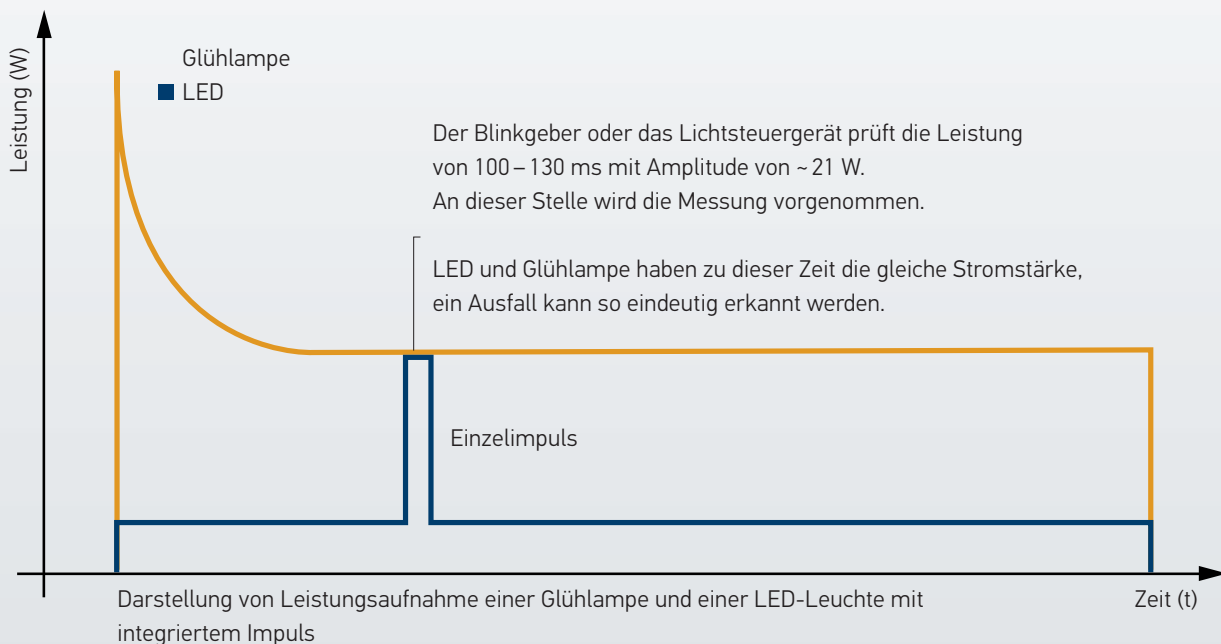 Leistung (W)
Glühlampe
LED
Der Blinkgeber oder das Lichtsteuergerät prüft die Leistung
von 100 – 130 ms mit Amplitude von ~ 21 W.
An dieser Stelle wird die Messung vorgenommen.
LED und Glühlampe haben zu dieser Zeit die gleiche Stromstärke,
ein Ausfall kann so eindeutig erkannt werden.
Einzelimpuls
Darstellung von Leistungsaufnahme einer Glühlampe und einer LED-Leuchte mit
integriertem Impuls
Zeit (t)